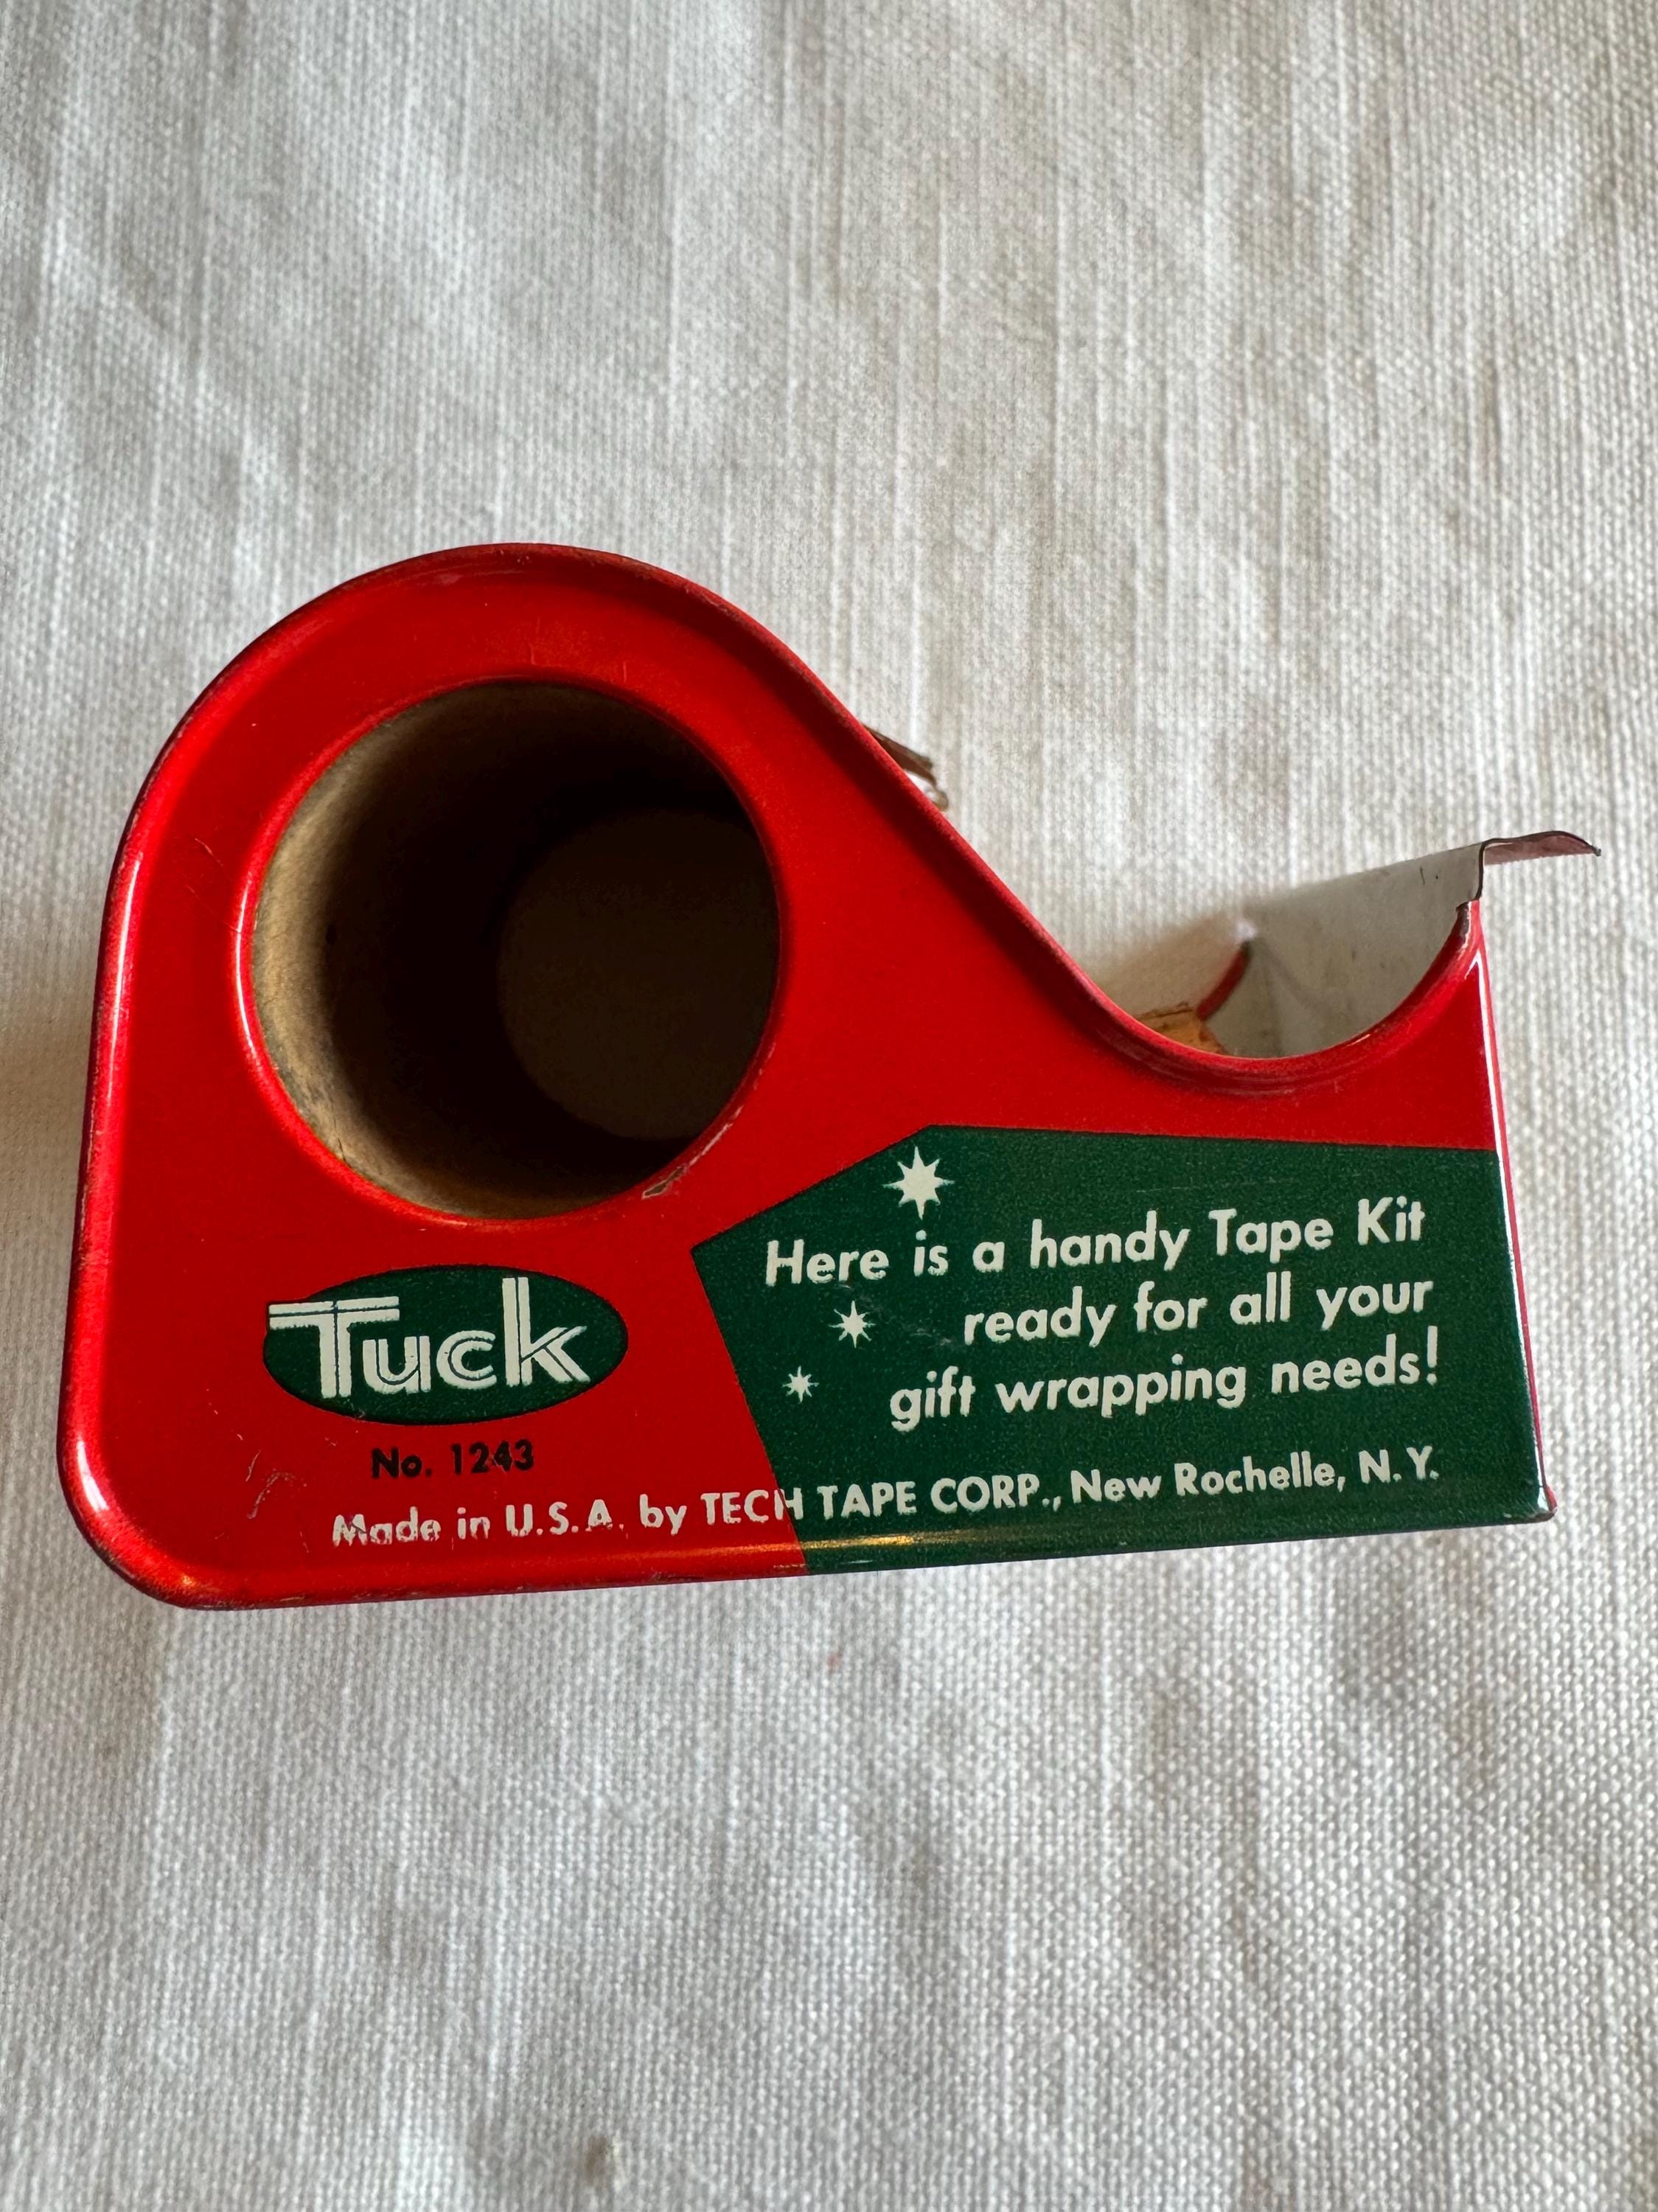 Here is a handy Tape Kit
ready for all your
gift wrapping needs!
Tuck
No. 1243
Made in U.S.A. by TECH TAPE CORP., New Rochelle, N.Y.